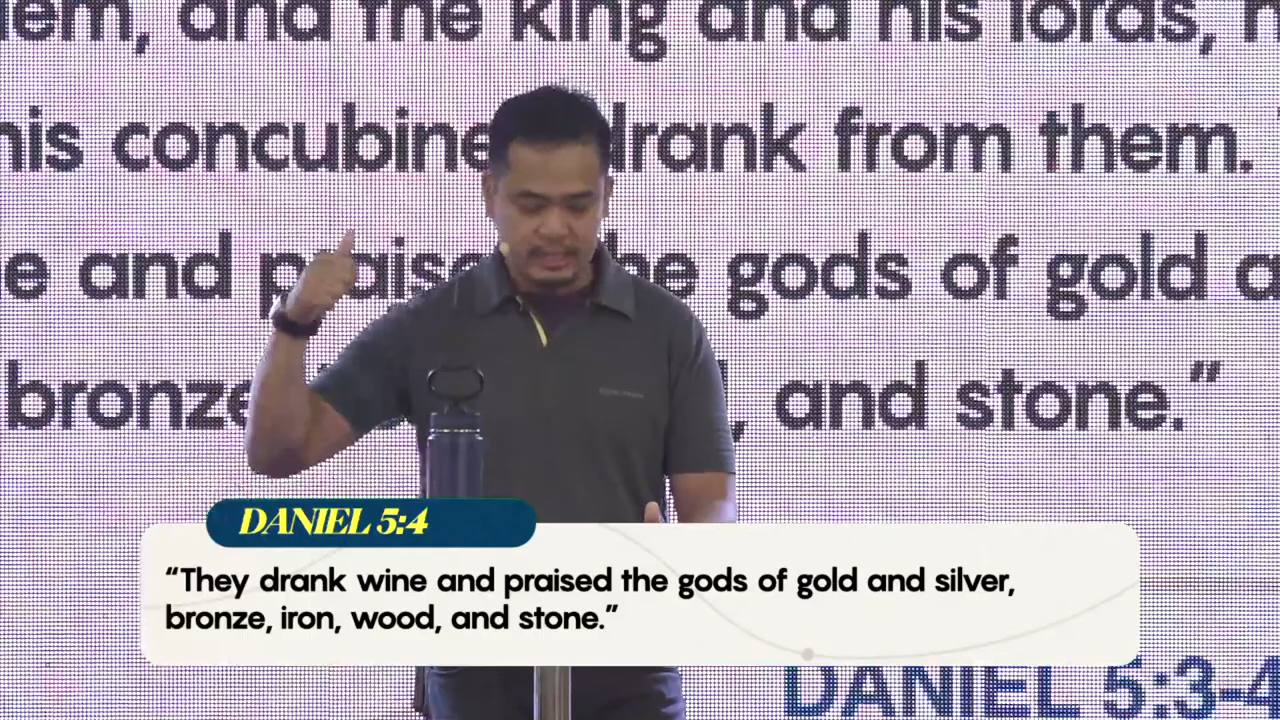 em, and the king and his lords, h
his concubine drank from them.
e and praise the gods of gold a
bronze , and stone.”
DANIEL 5:4
“They drank wine and praised the gods of gold and silver,
bronze, iron, wood, and stone.”
DANIEL 5:3-4